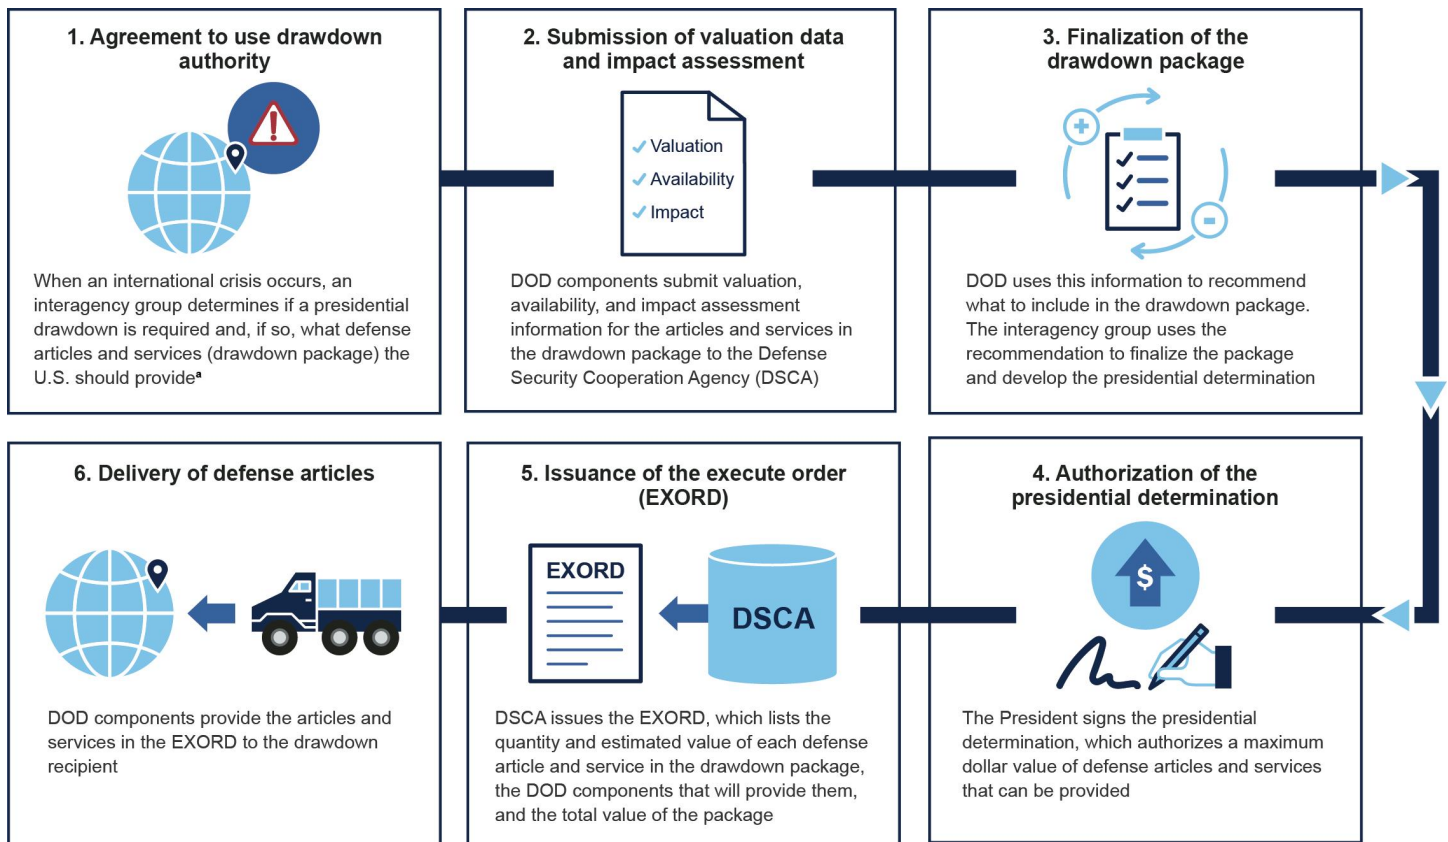 1. Agreement to use drawdown
authority
When an international crisis occurs, an
interagency group determines if a presidential
drawdown is required and, if so, what defense
articles and services (drawdown package) the
U.S. should provideª
2. Submission of valuation data
and impact assessment
Valuation
Availability
Impact
DOD components submit valuation,
availability, and impact assessment
information for the articles and services in
the drawdown package to the Defense
Security Cooperation Agency (DSCA)
3. Finalization of the
drawdown package
+
-
DOD uses this information to recommend
what to include in the drawdown package.
The interagency group uses the
recommendation to finalize the package
and develop the presidential determination
4. Authorization of the
presidential determination
$
The President signs the presidential
determination, which authorizes a maximum
dollar value of defense articles and services
that can be provided
5. Issuance of the execute order
(EXORD)
EXORD
DSCA
DSCA issues the EXORD, which lists the
quantity and estimated value of each defense
article and service in the drawdown package,
the DOD components that will provide them,
and the total value of the package
6. Delivery of defense articles
DOD components provide the articles and
services in the EXORD to the drawdown
recipient